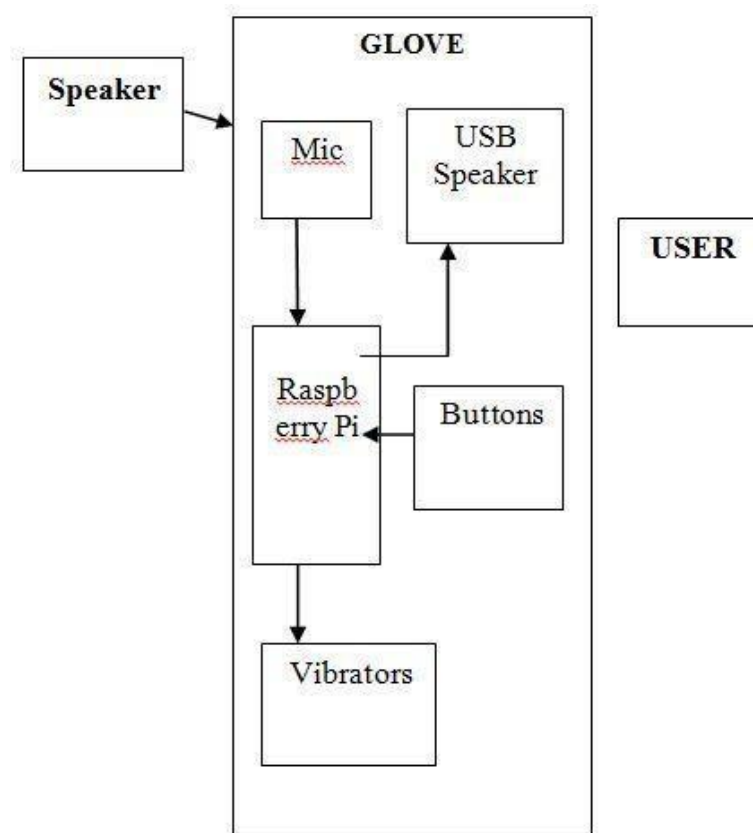 GLOVE
Speaker
Mic
USB
Speaker
USER
Raspb
erry Pi
Buttons
Vibrators